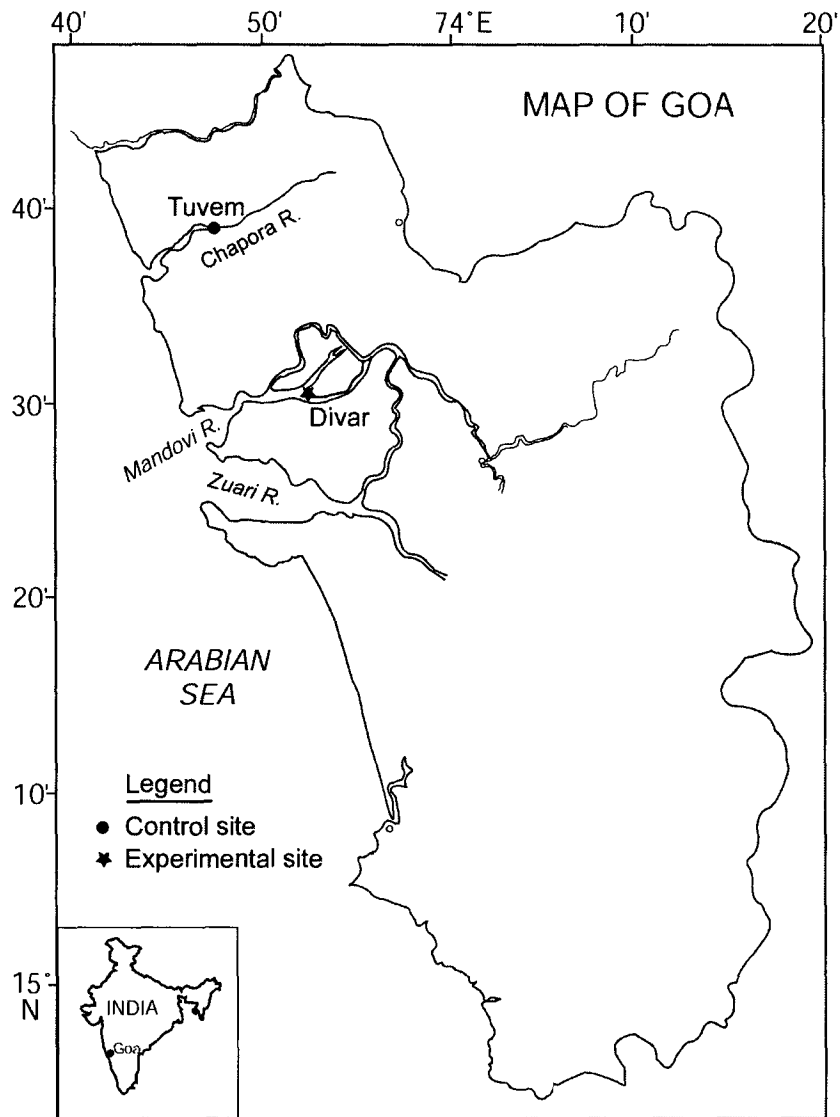 40' 50' 74°E 10' 20'
MAP OF GOA
40'
Tuvem
Chapora R.
30'
Divar
Mandovi R.
Zuari R.
20'
ARABIAN
SEA
10'
Legend
Control site
Experimental site
15°
N
INDIA
Goa